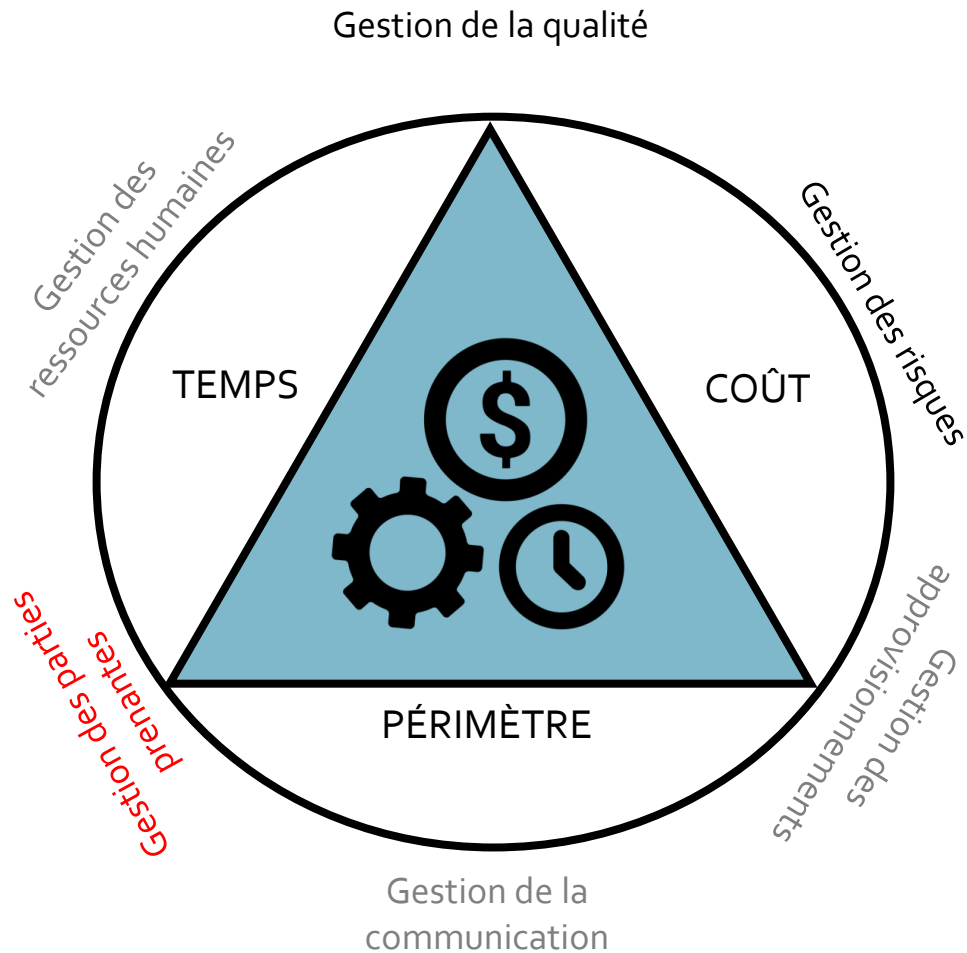 Gestion de la qualité
Gestion des
ressources humaines
Gestion des risques
TEMPS
COÛT
$
Gestion des parties
prenantes
PÉRIMÈTRE
Gestion des
approvisionnements
Gestion de la
communication